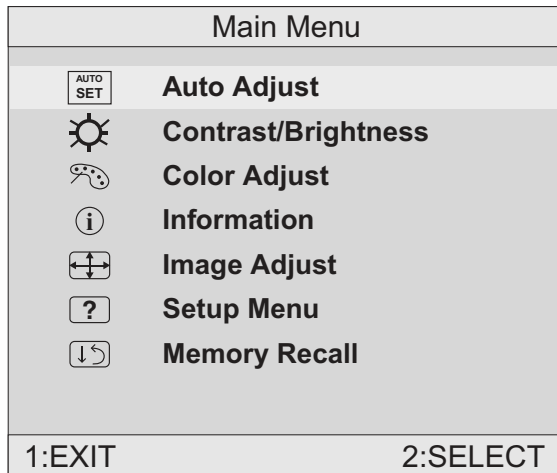 Main Menu
AUTO
SET
Auto Adjust
Contrast/Brightness
Color Adjust
i
Information
Image Adjust
?
Setup Menu
Memory Recall
1:EXIT 2:SELECT